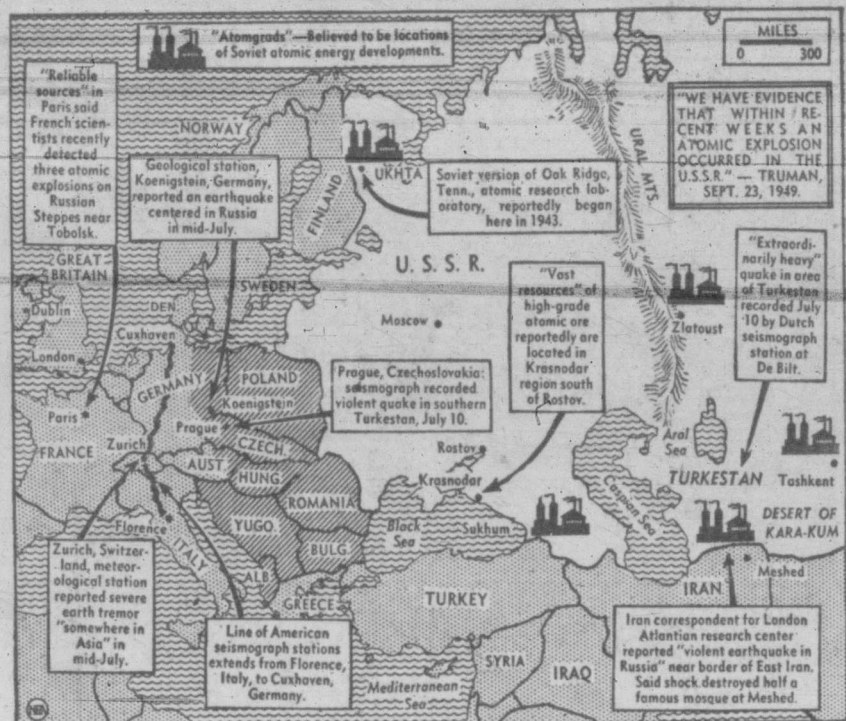 "Atomgrads"—Believed to be locations
of Soviet atomic energy developments.
MILES
0 300
"Reliable
sources" in
Paris said
French scien-
tists recently
detected
three atomic
explosions on
Russian
Steppes near
Tobolsk.
Geological station,
Koenigstein, Germany,
reported an earthquake
centered in Russia
in mid-July.
Soviet version of Oak Ridge,
Tenn., atomic research lab-
oratory, reportedly began
here in 1943.
"WE HAVE EVIDENCE
THAT WITHIN RE-
CENT WEEKS AN
ATOMIC EXPLOSION
OCCURRED IN THE
U.S.S.R." — TRUMAN,
SEPT. 23, 1949.
"Vast
resources" of
high-grade
atomic ore
reportedly are
located in
Krasnodar
region south
of Rostov.
"Extraordi-
narily heavy"
quake in area
of Turkestan
recorded July
10 by Dutch
seismograph
station at
De Bilt.
Prague, Czechoslovakia:
seismograph recorded
violent quake in southern
Turkestan, July 10.
Zurich, Switzer-
land, meteor-
ological station
reported severe
earth tremor
"somewhere in
Asia" in
mid-July.
Line of American
seismograph stations
extends from Florence,
Italy, to Cuxhaven,
Germany.
Iran correspondent for London
Atlantian research center
reported "violent earthquake in
Russia" near border of East Iran.
Said shock destroyed half a
famous mosque at Meshed.
NORWAY
FINLAND
UKHTA
URAL MTS.
GREAT
BRITAIN
SWEDEN
DEN.
U. S. S. R.
Dublin
Cuxhaven
Moscow
Zlatoust
London
GERMANY
POLAND
Koenigstein
Paris
Prague
CZECH.
FRANCE
Zurich
AUST.
HUNG.
Rostov
Krasnodar
Aral
Sea
TURKESTAN
Tashkent
ROMANIA
Caspian Sea
Florence
ITALY
YUGO.
BULG.
Black
Sea
Sukhum
DESERT OF
KARA-KUM
ALB.
GREECE
TURKEY
IRAN
Meshed
SYRIA
IRAQ
Mediterranean
Sea
NEA